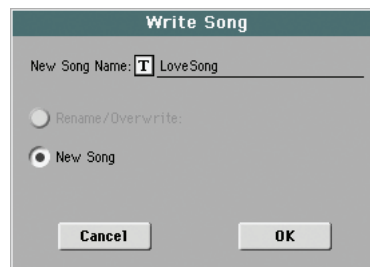 Write Song
New Song Name: T LoveSong
Rename/Overwrite:
New Song
Cancel OK